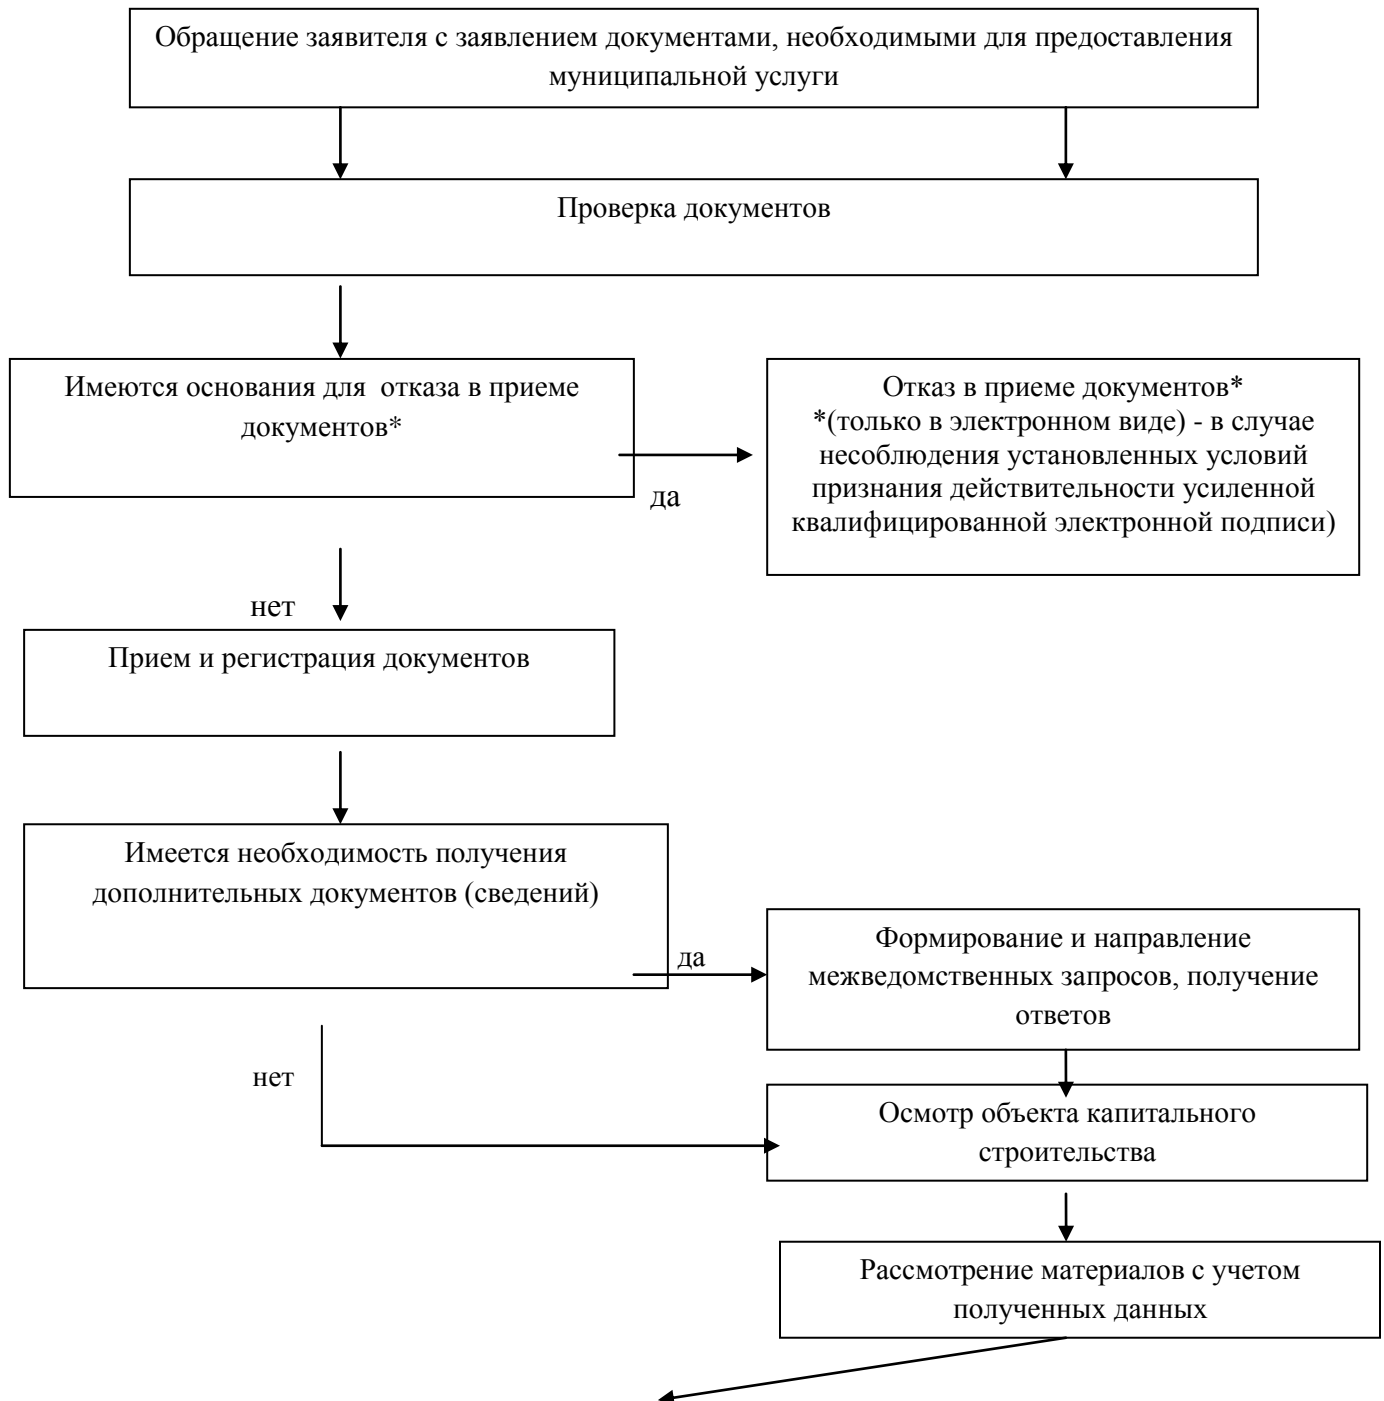 Обращение заявителя с заявлением документами, необходимыми для предоставления
муниципальной услуги
Проверка документов
Имеются основания для  отказа в приеме
документов*
да
Отказ в приеме документов*
*(только в электронном виде) - в случае
несоблюдения установленных условий
признания действительности усиленной
квалифицированной электронной подписи)
нет
Прием и регистрация документов
Имеется необходимость получения
дополнительных документов (сведений)
да
Формирование и направление
межведомственных запросов, получение
ответов
нет
Осмотр объекта капитального
строительства
Рассмотрение материалов с учетом
полученных данных